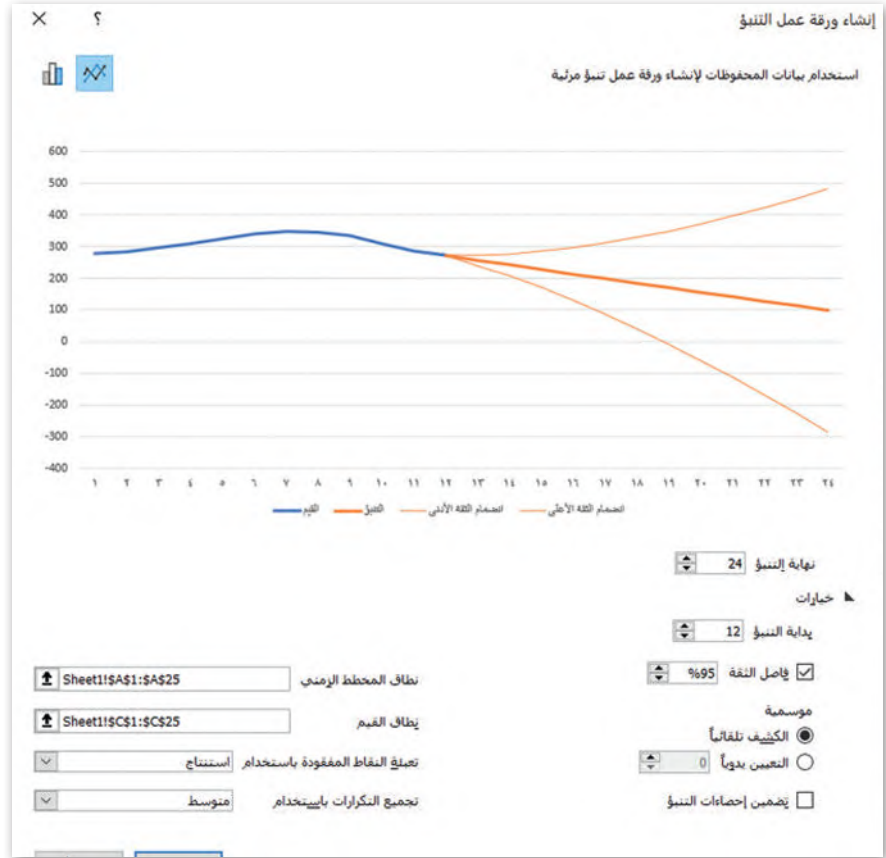 إنشاء ورقة عمل التنبؤ
؟
استخدام بيانات المحفوظات لإنشاء ورقة عمل تنبؤ مرئية
600
500
400
300
200
100
0
-100
-200
-300
-400
١ ٢ ٣ ٤ ٥ ٦ ٧ ٨ ٩ ١٠ ١١ ١٢ ١٣ ١٤ ١٥ ١٦ ١٧ ١٨ ١٩ ٢٠ ٢١ ٢٢ ٢٣ ٢٤
انضمام الثقة الأعلى انضمام الثقة الأدنى التنبؤ القيم
نهاية التنبؤ 24
خيارات
بداية التنبؤ 12
فاصل الثقة %95
نطاق المخطط الزمني Sheet1!$A$1:$A$25
موسمية
نطاق القيم Sheet1!$C$1:$C$25
الكشف تلقائياً
التعيين يدوياً 0
تعبئة النقاط المفقودة باستخدام استنتاج
تضمين إحصاءات التنبؤ
تجميع التكرارات باستخدام متوسط